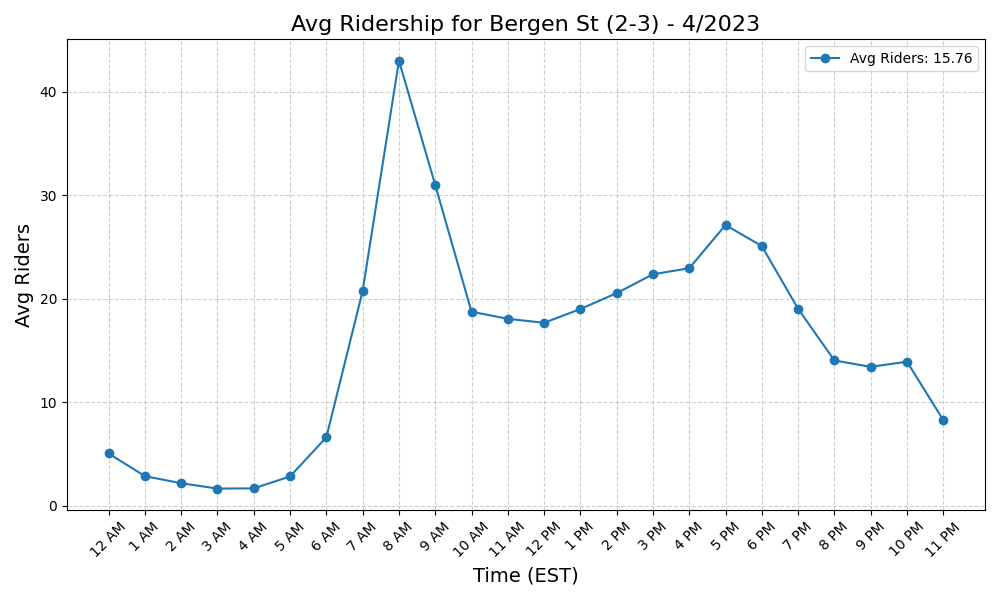 Avg Ridership for Bergen St (2-3) - 4/2023
Avg Riders: 15.76
Avg Riders
40
30
20
10
0
12 AM
1 AM
2 AM
3 AM
4 AM
5 AM
6 AM
7 AM
8 AM
9 AM
10 AM
11 AM
12 PM
1 PM
2 PM
3 PM
4 PM
5 PM
6 PM
7 PM
8 PM
9 PM
10 PM
11 PM
Time (EST)